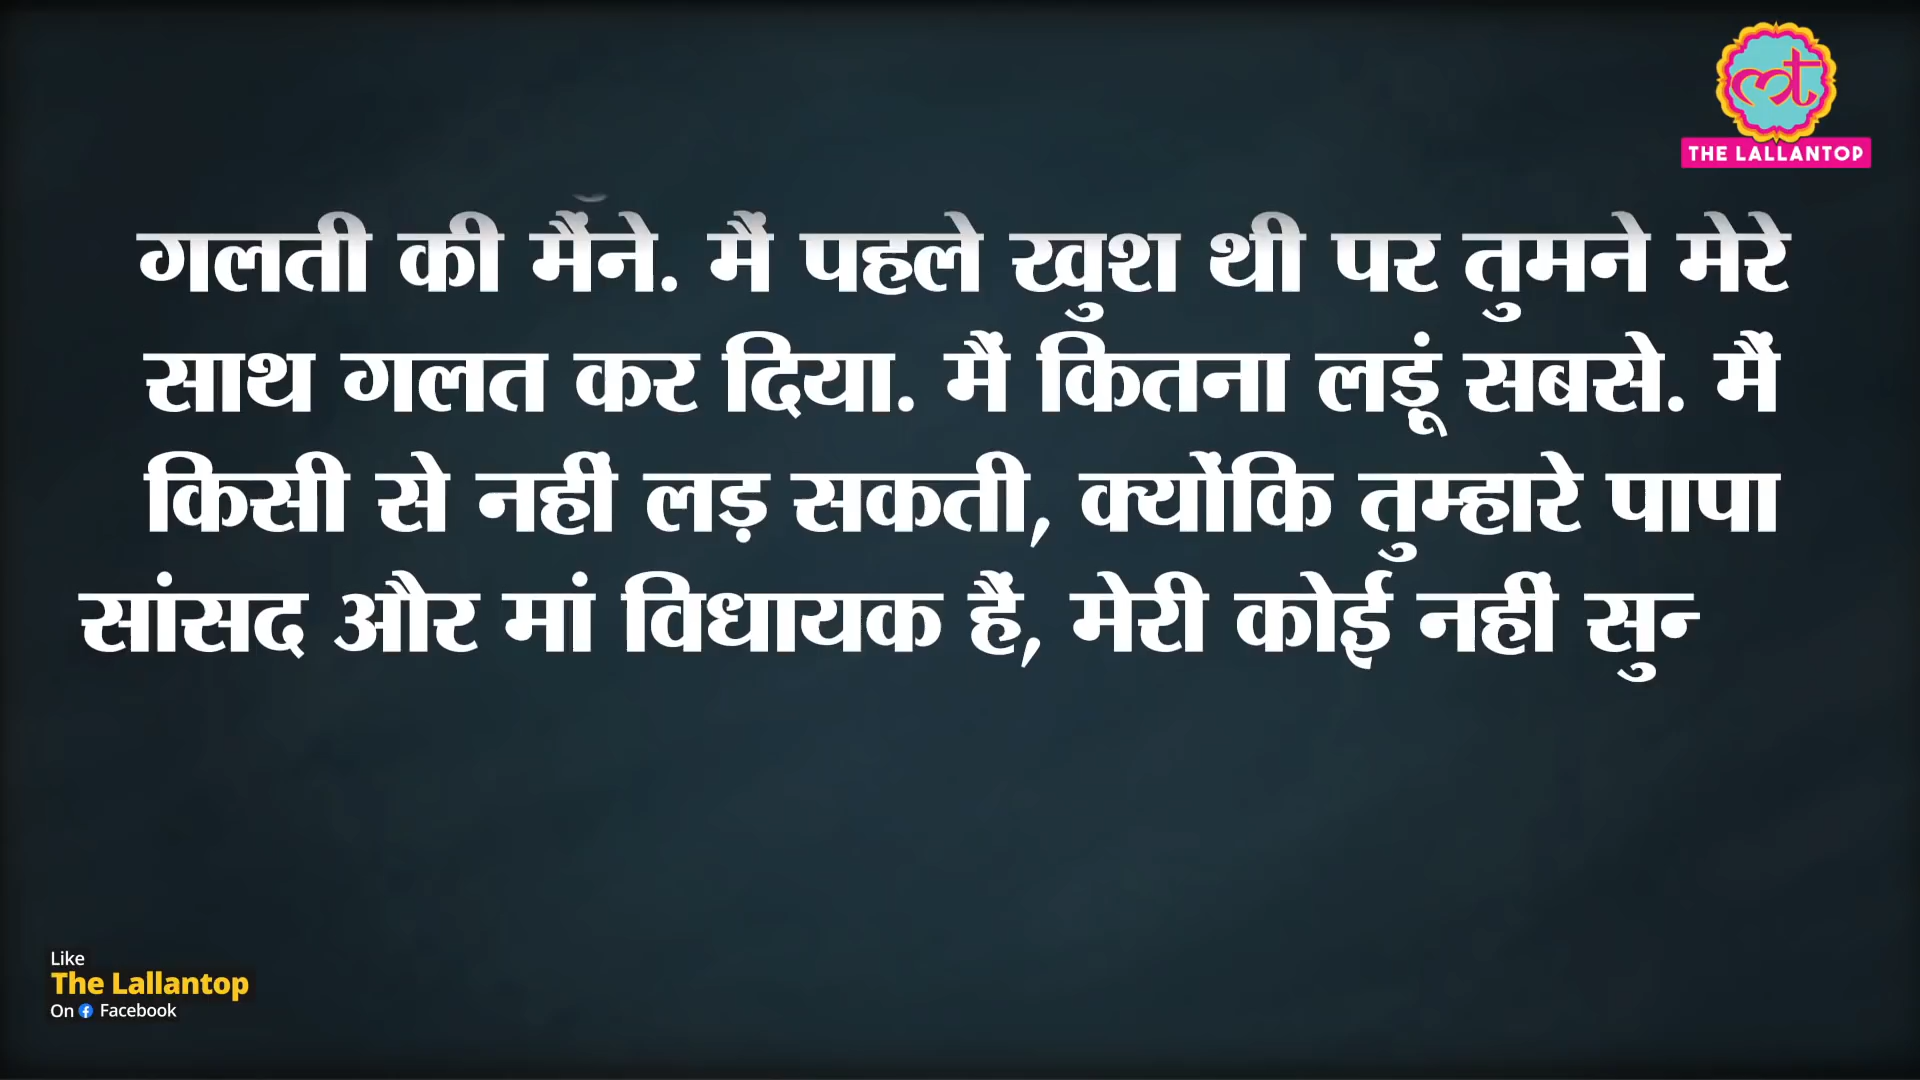 THE LALLANTOP
गलती की मैंने. मैं पहले खुश थी पर तुमने मेरे
साथ गलत कर दिया. मैं कितना लडूं सबसे. मैं
किसी से नहीं लड़ सकती, क्योंकि तुम्हारे पापा
सांसद और मां विधायक हैं, मेरी कोई नहीं सुन
Like
The Lallantop
On Facebook